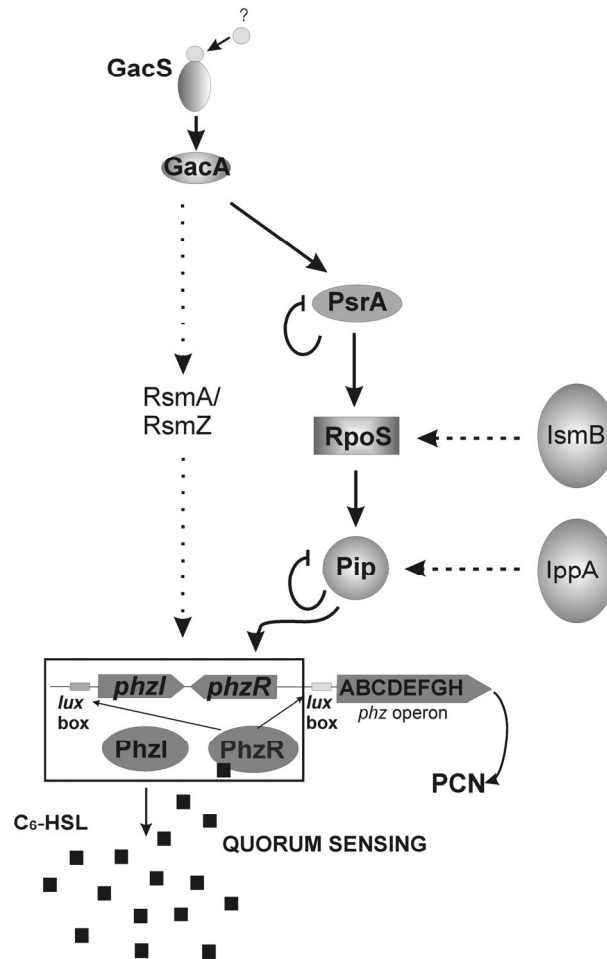 ?
GacS
GacA
PsrA
RsmA/
RsmZ
RpoS
IsmB
Pip
IppA
phzI
phzR
ABCDEFGH
lux
box
lux
box
phz operon
PhzI
PhzR
PCN
C₆-HSL
QUORUM SENSING